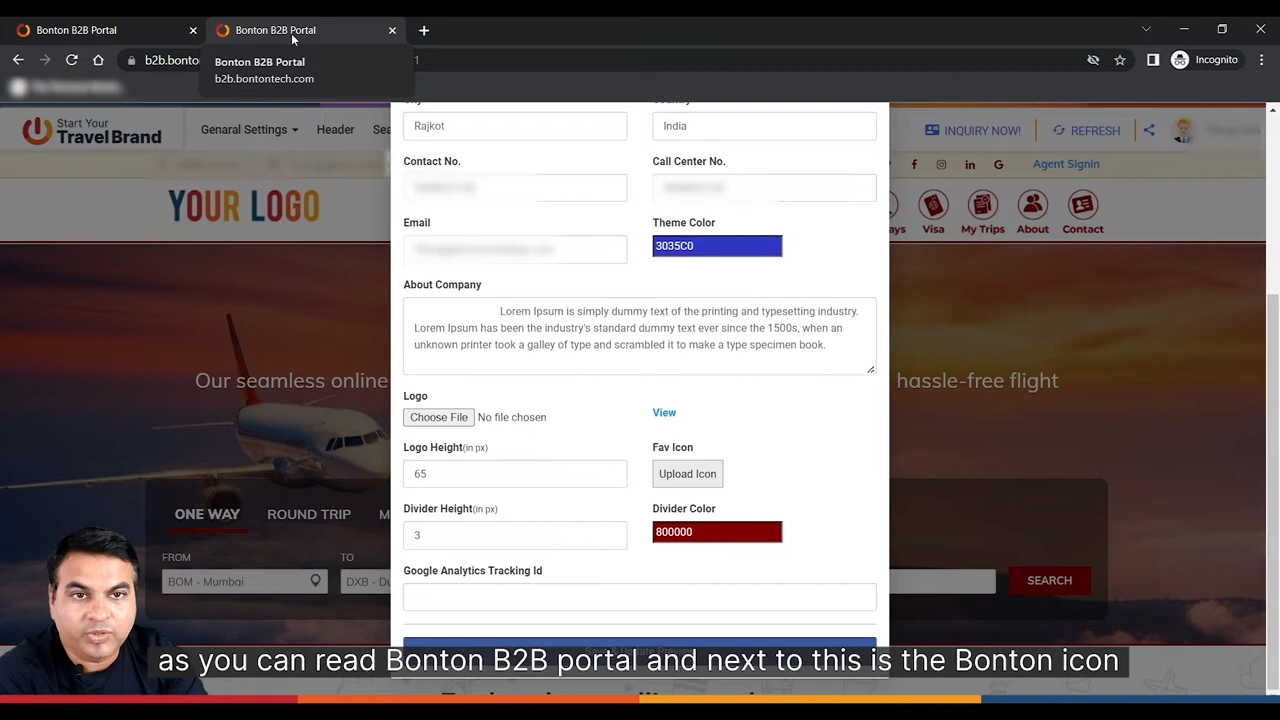 Bonton B2B Portal
Bonton B2B Portal
b2b.bonto
1
Incognito
Bonton B2B Portal
b2b.bontontech.com
Start Your
TravelBrand
Genaral Settings
Header
Sea
INQUIRY NOW!
REFRESH
Agent Signin
YOUR LOGO
ays
Visa
My Trips
About
Contact
Country
Rajkot
India
Contact No.
Call Center No.
Email
Theme Color
3035C0
About Company
Lorem Ipsum is simply dummy text of the printing and typesetting industry.
Lorem Ipsum has been the industry's standard dummy text ever since the 1500s, when an
unknown printer took a galley of type and scrambled it to make a type specimen book.
Our seamless online
hassle-free flight
Logo
Choose File No file chosen
View
Logo Height(in px)
Fav Icon
65
Upload Icon
Divider Height(in px)
Divider Color
3
800000
Google Analytics Tracking Id
ONE WAY
ROUND TRIP
M
FROM
TO
BOM - Mumbai
DXB - Du
SEARCH
as you can read Bonton B2B portal and next to this is the Bonton icon